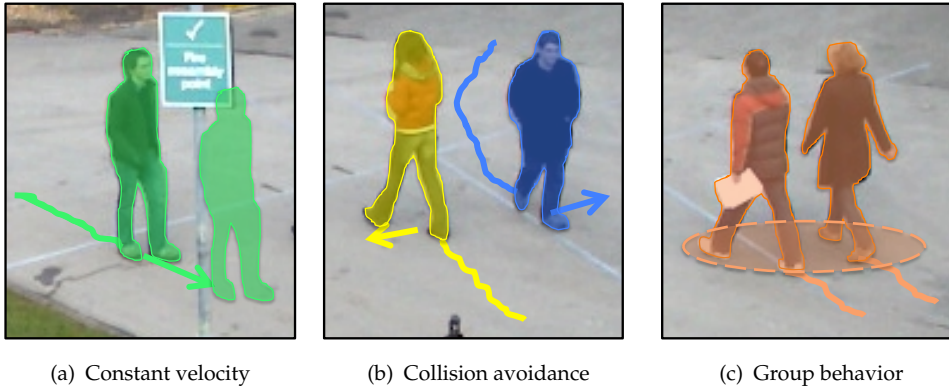 Fire
assembly
point
(a) Constant velocity
(b) Collision avoidance
(c) Group behavior